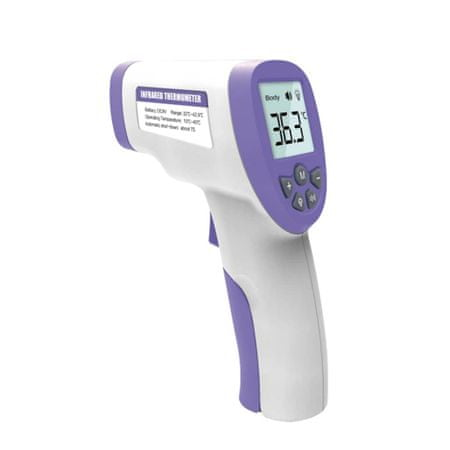 INFRARED THERMOMETER
Battery: DC9V Range: 32℃~42.9℃
Operating Temperature: 10℃~40℃
Automatic shut-down: about 7S
Body
36.3 ℃
+ M −